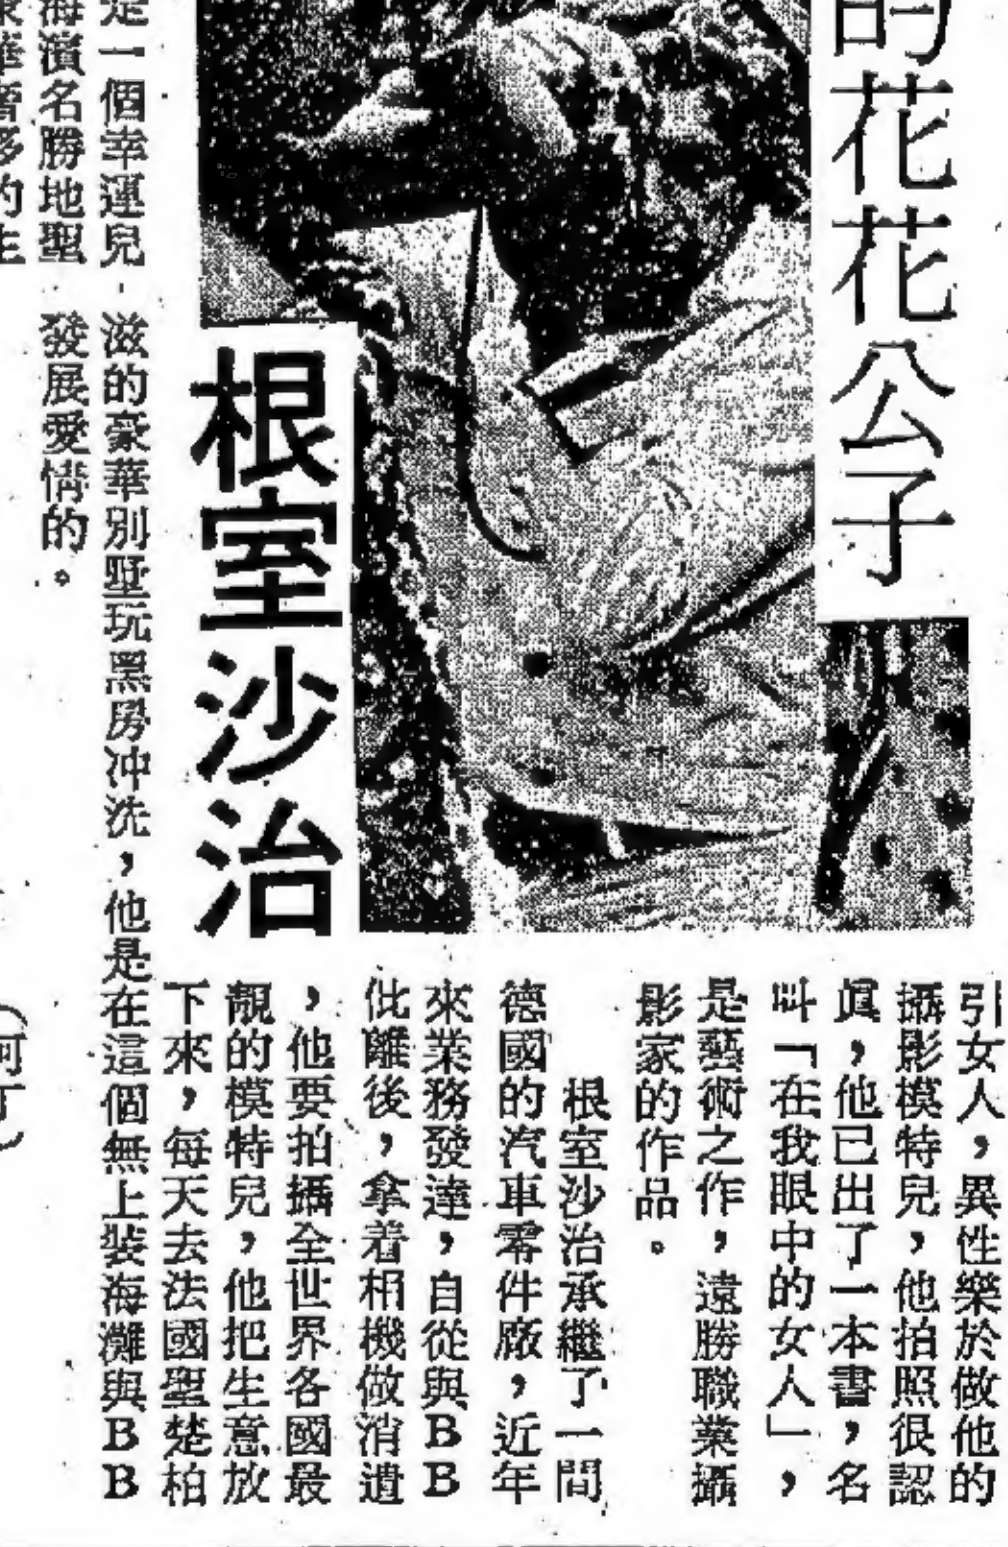 的花花公子
根室沙治
引女人，異性樂於做他的
攝影模特兒，他拍照很認
眞，他已出了一本書，名
叫「在我眼中的女人」，
是藝術之作，遠勝職業攝
影家的作品。
根室沙治承繼了一間
德國的汽車零件廠，近年
來業務發達，自從與BB
仳離後，拿着相機做消遣
，他要拍攝全世界各國最
靚的模特兒，他把生意放
下來，每天去法國聖楚柏
是一個幸運兒
滋的豪華別墅玩黑房冲洗，他是在這個無上裝海灘與BB
海濱名勝地聖
發展愛情的。
華奢侈的生